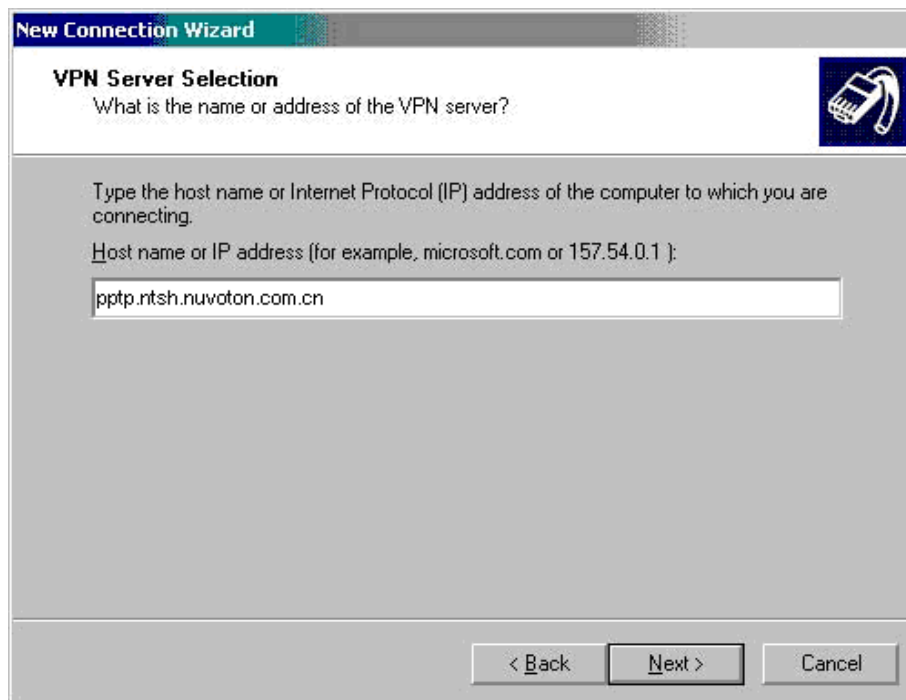 New Connection Wizard
VPN Server Selection
What is the name or address of the VPN server?
Type the host name or Internet Protocol (IP) address of the computer to which you are
connecting.
Host name or IP address (for example, microsoft.com or 157.54.0.1 ):
pptp.ntsh.nuvoton.com.cn
< Back
Next >
Cancel